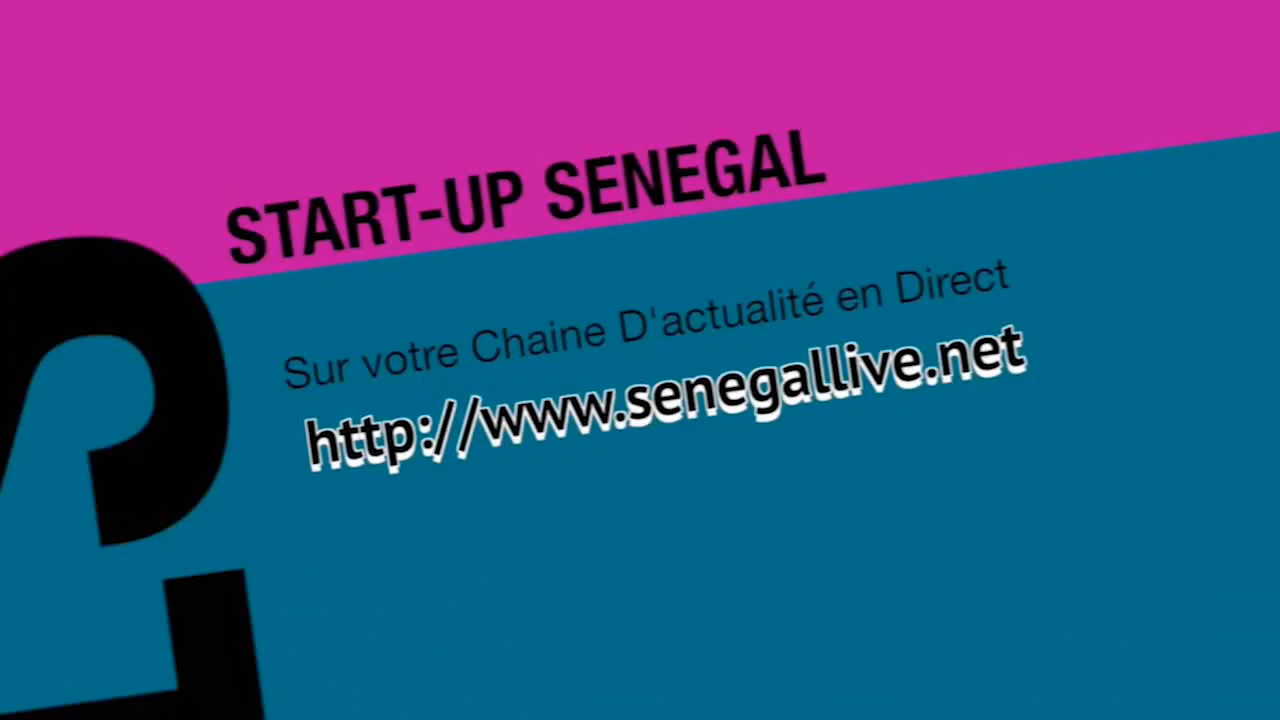 START-UP SENEGAL
Sur votre Chaine D'actualité en Direct
http://www.senegallive.net